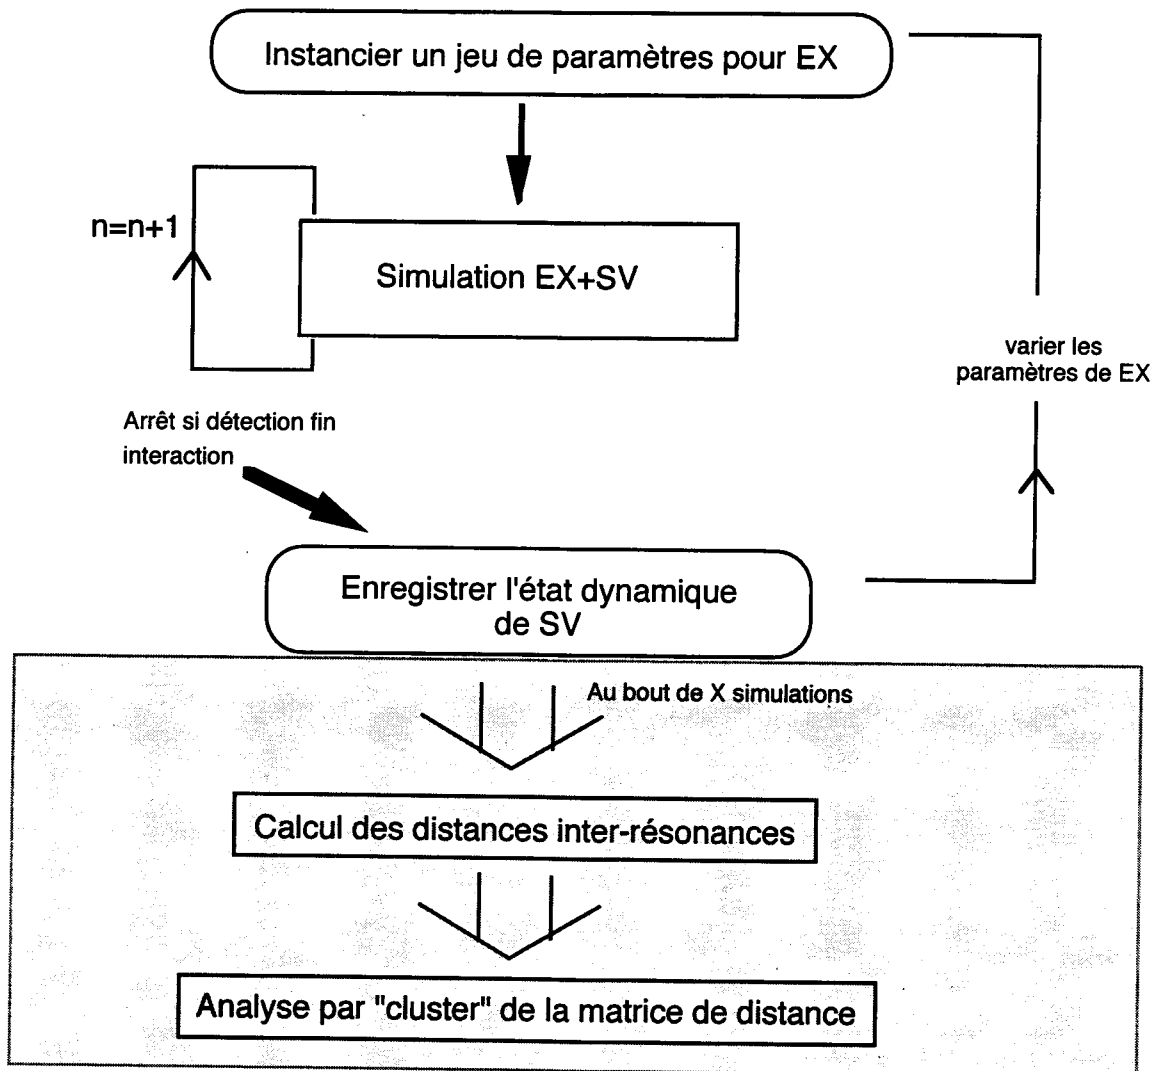 Instancier un jeu de paramètres pour EX
n=n+1
Simulation EX+SV
varier les
paramètres de EX
Arrêt si détection fin
interaction
Enregistrer l'état dynamique
de SV
Au bout de X simulations
Calcul des distances inter-résonances
Analyse par "cluster" de la matrice de distance